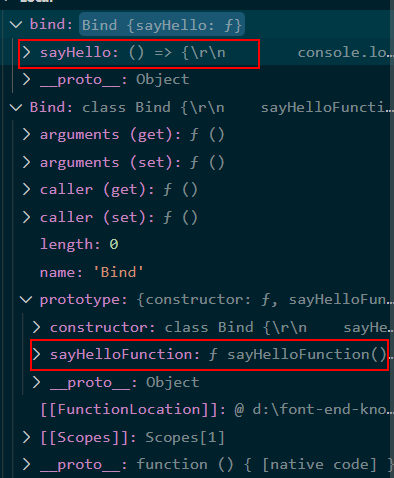 bind: Bind {sayHello: ƒ}
sayHello: () => {\r\n console.lo…
__proto__: Object
Bind: class Bind {\r\n sayHelloFuncti…
arguments (get): ƒ ()
arguments (set): ƒ ()
caller (get): ƒ ()
caller (set): ƒ ()
length: 0
name: 'Bind'
prototype: {constructor: ƒ, sayHelloFun…
constructor: class Bind {\r\n sayHe…
sayHelloFunction: ƒ sayHelloFunction()…
__proto__: Object
[[FunctionLocation]]: @ d:\font-end-kno…
[[Scopes]]: Scopes[1]
__proto__: function () { [native code] }